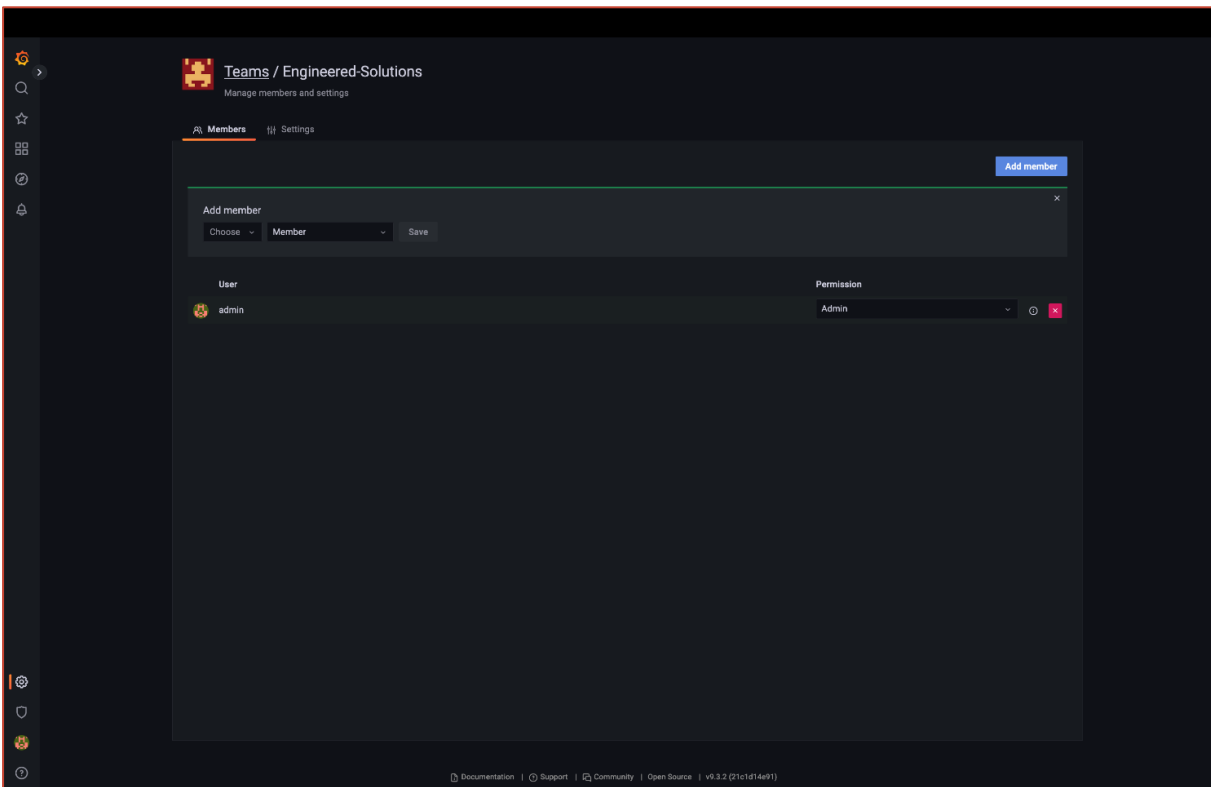 Teams / Engineered-Solutions
Manage members and settings
Members Settings
Add member
Add member
Choose Member Save
User Permission
admin Admin
Documentation | Support | Community | Open Source | v9.3.2 (21c1d14e91)